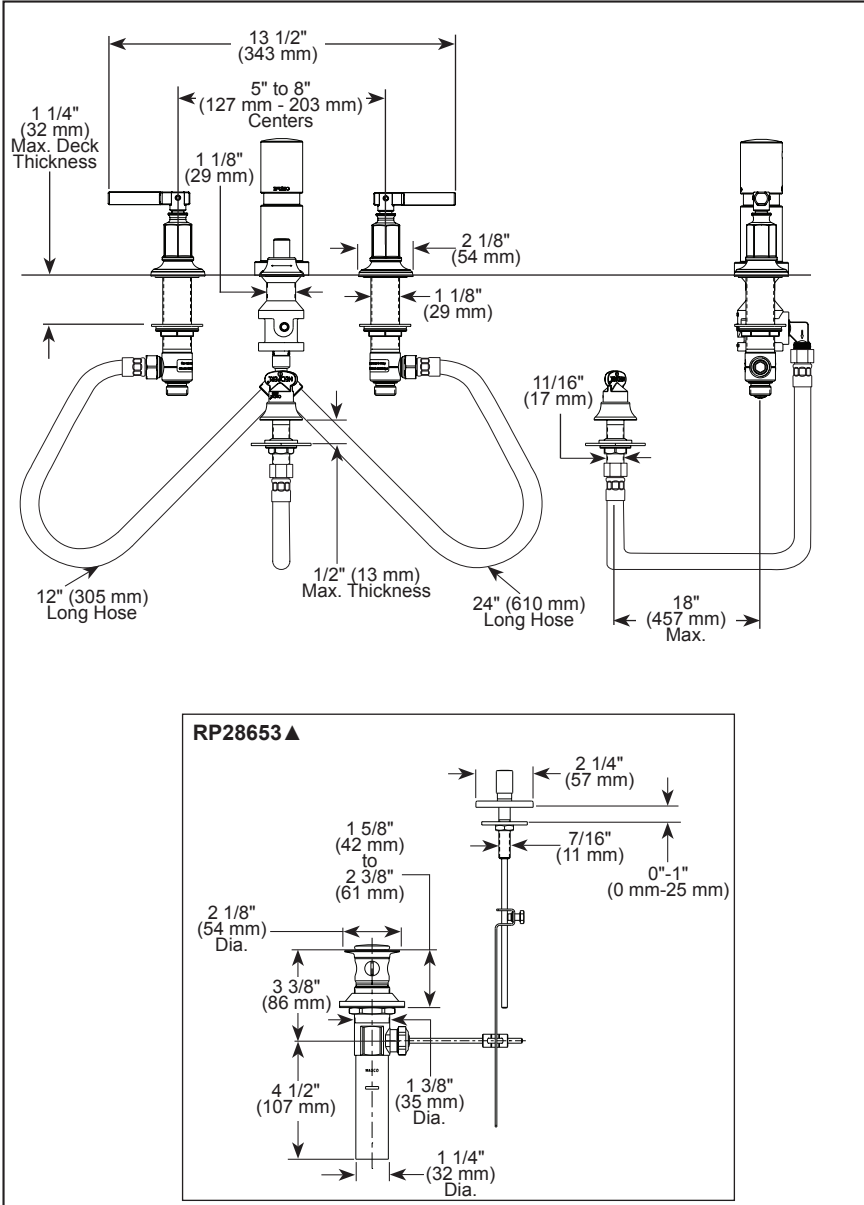 13 1/2"
(343 mm)
5" to 8"
(127 mm - 203 mm)
Centers
1 1/4"
(32 mm)
Max. Deck
Thickness
1 1/8"
(29 mm)
2 1/8"
(54 mm)
1 1/8"
(29 mm)
11/16"
(17 mm)
1/2" (13 mm)
Max. Thickness
12" (305 mm)
Long Hose
24" (610 mm)
Long Hose
18"
(457 mm)
Max.
RP28653▲
2 1/4"
(57 mm)
7/16"
(11 mm)
0"-1"
(0 mm-25 mm)
1 5/8"
(42 mm)
to
2 3/8"
(61 mm)
2 1/8"
(54 mm)
Dia.
3 3/8"
(86 mm)
4 1/2"
(107 mm)
1 3/8"
(35 mm)
Dia.
1 1/4"
(32 mm)
Dia.